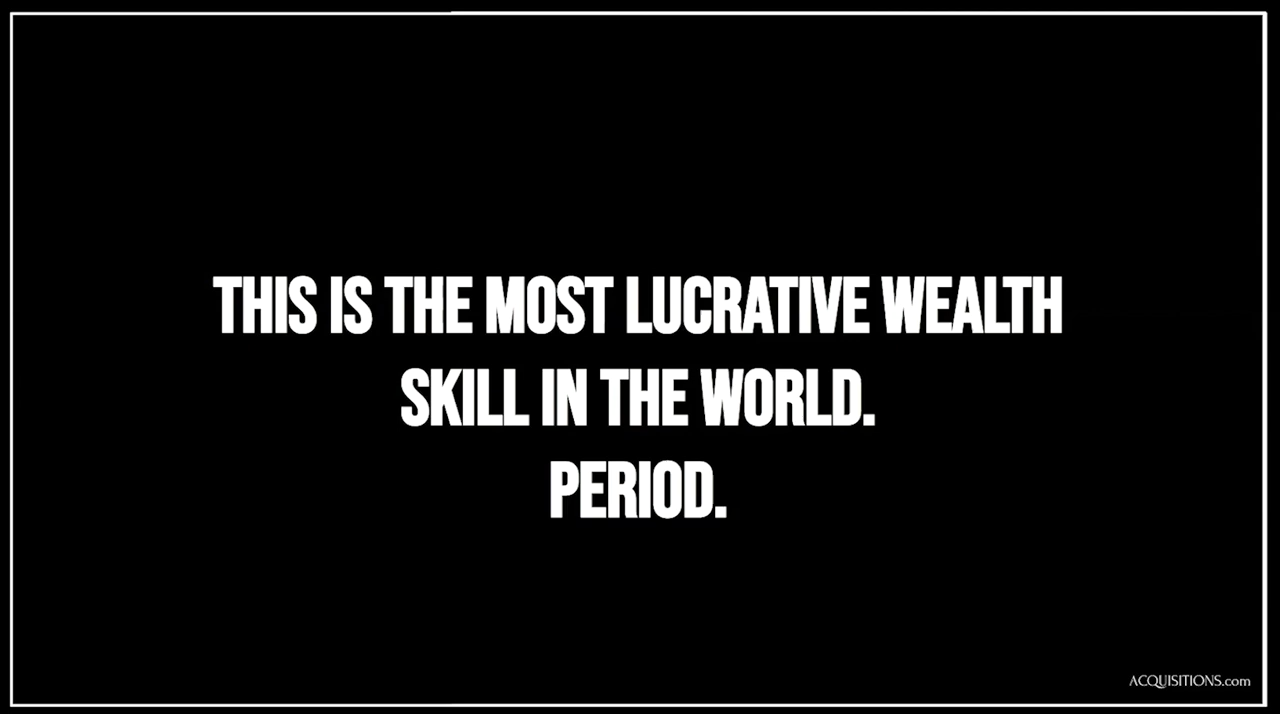 THIS IS THE MOST LUCRATIVE WEALTH
SKILL IN THE WORLD.
PERIOD.
ACQUISITIONS.com